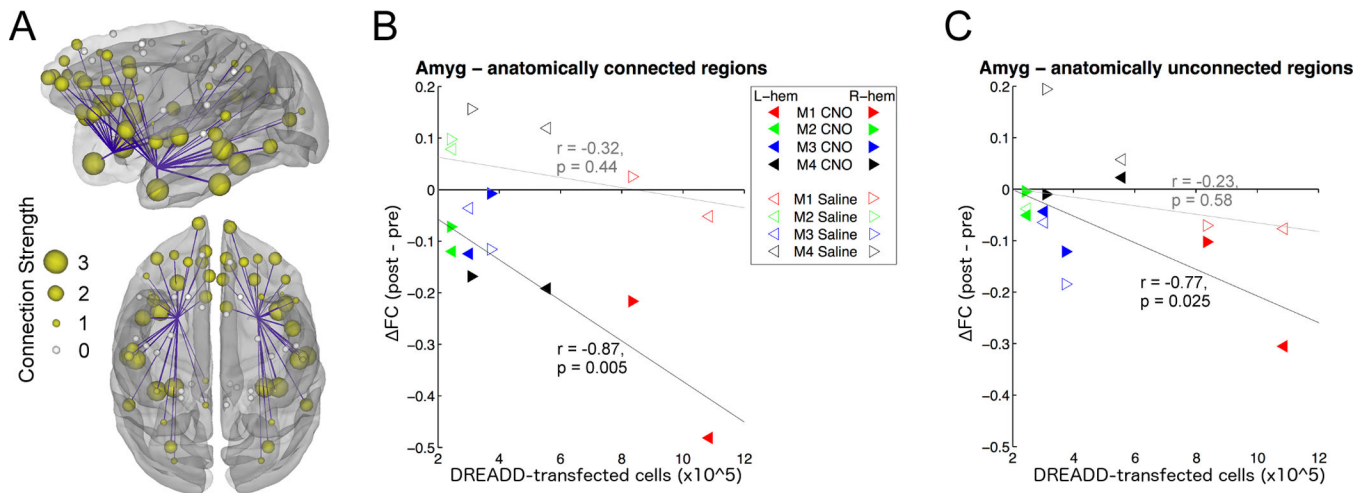 A
Connection Strength
3
2
1
0
B
Amyg – anatomically connected regions
0.2
0.1
0
−0.1
−0.2
−0.3
−0.4
−0.5
ΔFC (post - pre)
r = -0.32,
p = 0.44
r = -0.87,
p = 0.005
2 4 6 8 10 12
DREADD-transfected cells (x10^5)
L-hem R-hem
M1 CNO
M2 CNO
M3 CNO
M4 CNO
M1 Saline
M2 Saline
M3 Saline
M4 Saline
C
Amyg – anatomically unconnected regions
0.2
0.1
0
−0.1
−0.2
−0.3
−0.4
−0.5
ΔFC (post - pre)
r = -0.23,
p = 0.58
r = -0.77,
p = 0.025
2 4 6 8 10 12
DREADD-transfected cells (x10^5)